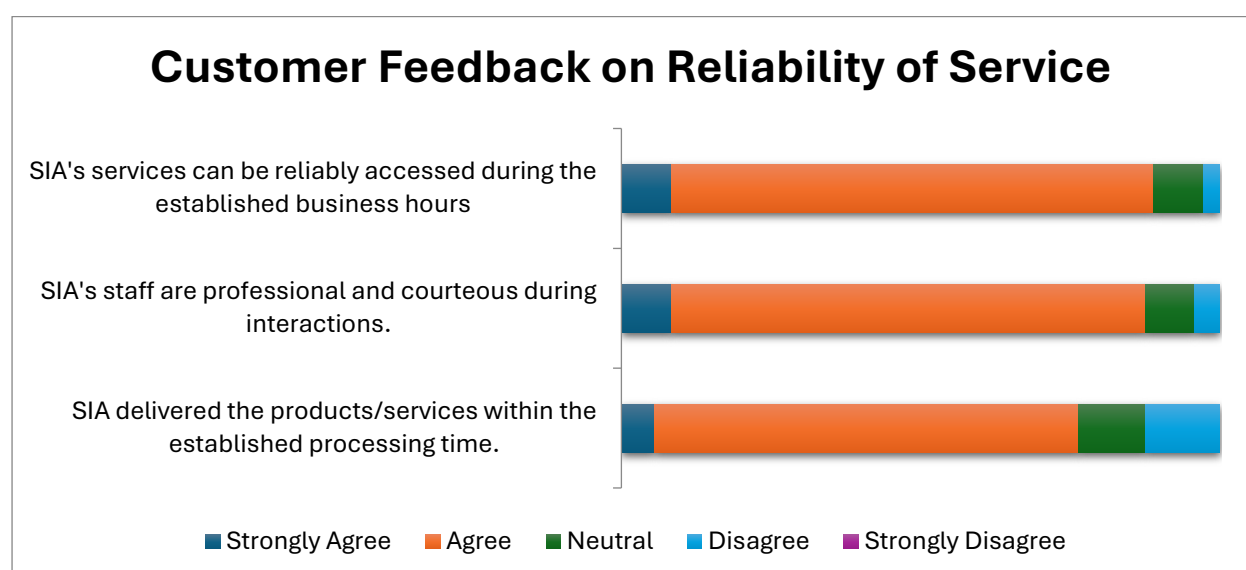 Customer Feedback on Reliability of Service
SIA's services can be reliably accessed during the
established business hours
SIA's staff are professional and courteous during
interactions.
SIA delivered the products/services within the
established processing time.
Strongly Agree Agree Neutral Disagree Strongly Disagree